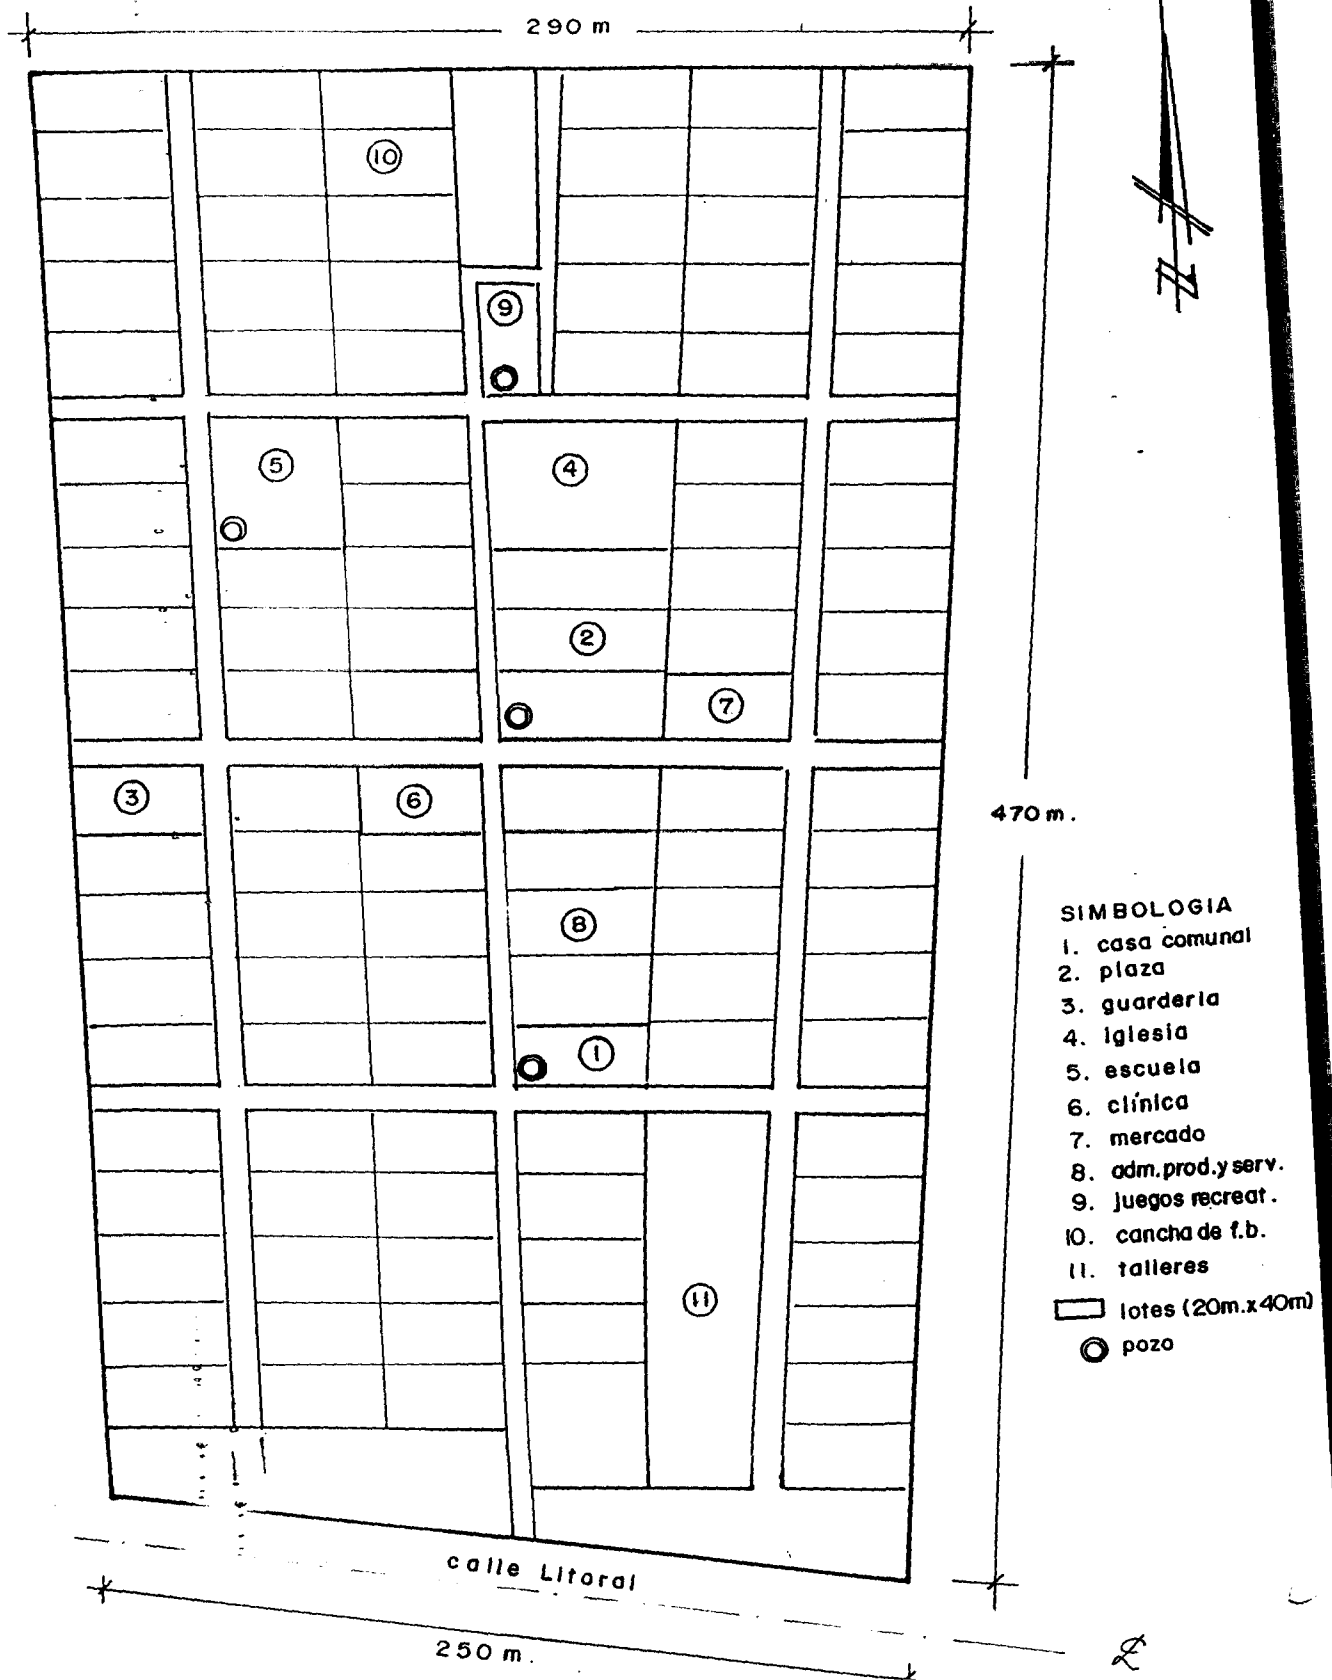 290 m
10
9
5
4
2
7
3
6
470 m.
8
1
11
SIMBOLOGIA
1. casa comunal
2. plaza
3. guarderia
4. iglesia
5. escuela
6. clínica
7. mercado
8. adm.prod.y serv.
9. juegos recreat.
10. cancha de f.b.
11. talleres
lotes (20m.x40m)
pozo
calle Litoral
250 m.